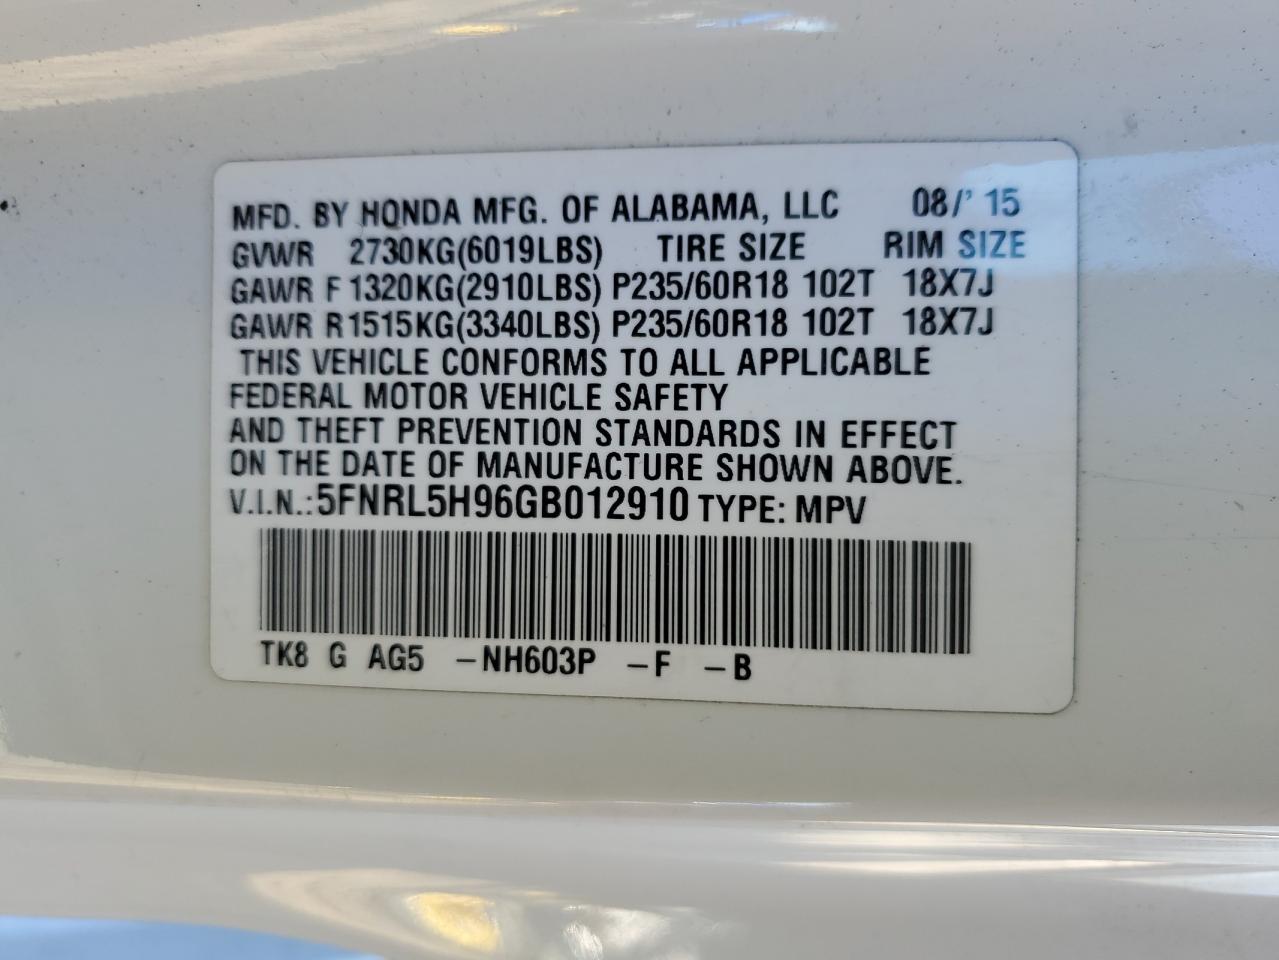 MFD. BY HONDA MFG. OF ALABAMA, LLC 08/' 15
GVWR 2730KG(6019LBS) TIRE SIZE RIM SIZE
GAWR F 1320KG(2910LBS) P235/60R18 102T 18X7J
GAWR R1515KG(3340LBS) P235/60R18 102T 18X7J
THIS VEHICLE CONFORMS TO ALL APPLICABLE
FEDERAL MOTOR VEHICLE SAFETY
AND THEFT PREVENTION STANDARDS IN EFFECT
ON THE DATE OF MANUFACTURE SHOWN ABOVE.
V.I.N.:5FNRL5H96GB012910 TYPE: MPV
TK8 G AG5 -NH603P -F -B